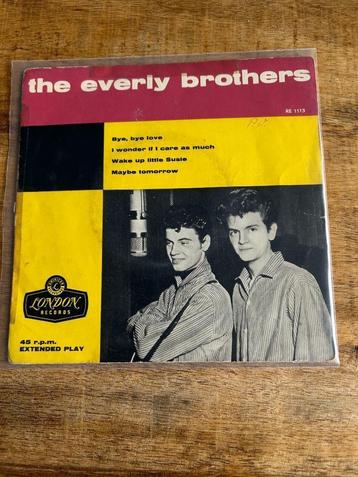 the everly brothers
RE 1113
Bye, bye love
I wonder if I care as much
Wake up little Susie
Maybe tomorrow
LONDON
RECORDS
45 r.p.m.
EXTENDED PLAY